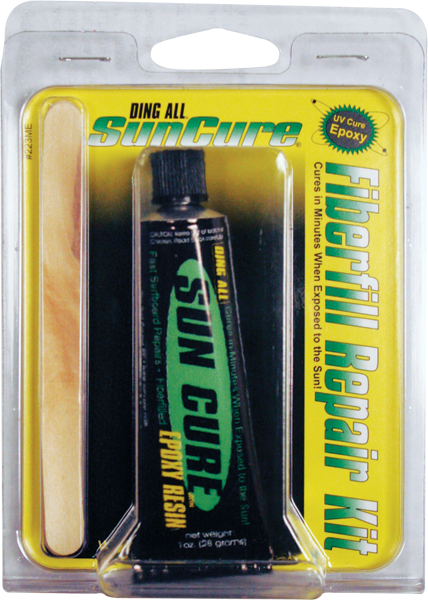 DING ALL
SunCure®
UV Cure
Epoxy
#223ME
Fiberfill Repair Kit
Cures in Minutes When Exposed to the Sun!
DING ALL
SUN CURE
EPOXY RESIN
Cures in Minutes When Exposed to the Sun!
Fast Surfboard Repairs - Fiberfilled
net weight
1oz. (28 grams)